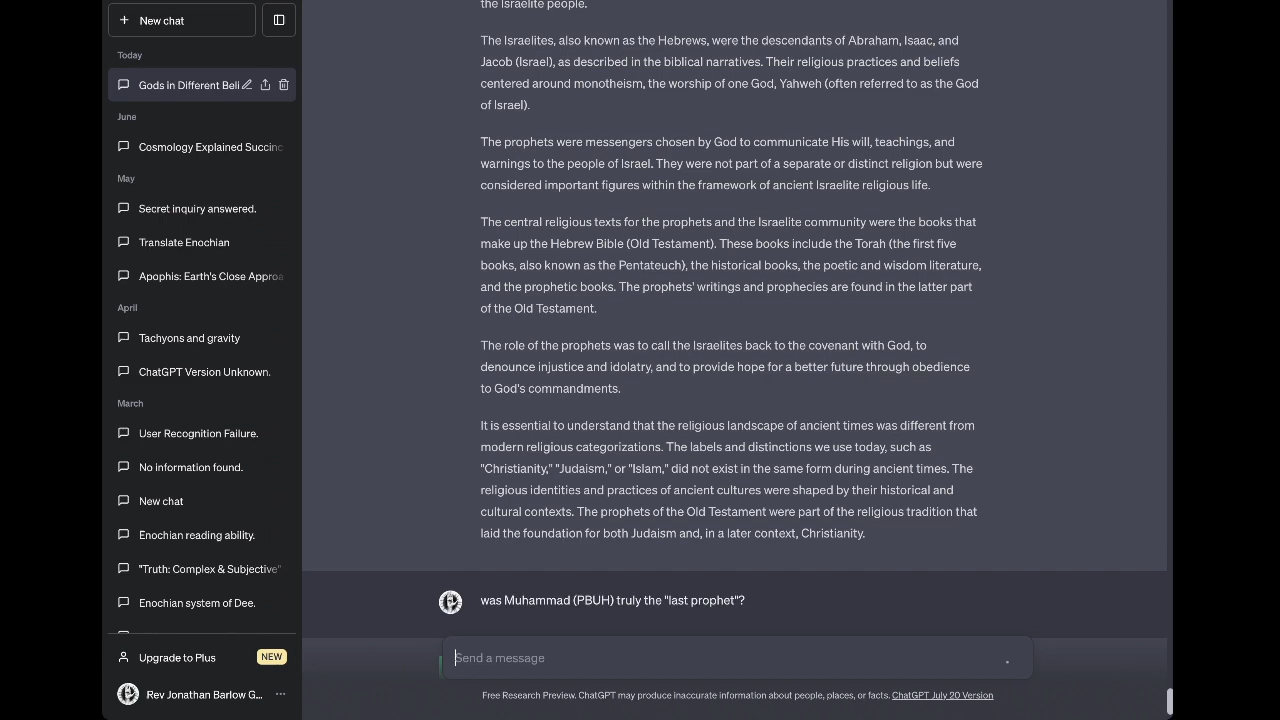 New chat
Today
Gods in Different Beli
June
Cosmology Explained Succinc
May
Secret inquiry answered.
Translate Enochian
Apophis: Earth's Close Approa
April
Tachyons and gravity
ChatGPT Version Unknown.
March
User Recognition Failure.
No information found.
New chat
Enochian reading ability.
"Truth: Complex & Subjective"
Enochian system of Dee.
Upgrade to Plus
NEW
Rev Jonathan Barlow G...
the Israelite people.
The Israelites, also known as the Hebrews, were the descendants of Abraham, Isaac, and
Jacob (Israel), as described in the biblical narratives. Their religious practices and beliefs
centered around monotheism, the worship of one God, Yahweh (often referred to as the God
of Israel).
The prophets were messengers chosen by God to communicate His will, teachings, and
warnings to the people of Israel. They were not part of a separate or distinct religion but were
considered important figures within the framework of ancient Israelite religious life.
The central religious texts for the prophets and the Israelite community were the books that
make up the Hebrew Bible (Old Testament). These books include the Torah (the first five
books, also known as the Pentateuch), the historical books, the poetic and wisdom literature,
and the prophetic books. The prophets' writings and prophecies are found in the latter part
of the Old Testament.
The role of the prophets was to call the Israelites back to the covenant with God, to
denounce injustice and idolatry, and to provide hope for a better future through obedience
to God's commandments.
It is essential to understand that the religious landscape of ancient times was different from
modern religious categorizations. The labels and distinctions we use today, such as
"Christianity," "Judaism," or "Islam," did not exist in the same form during ancient times. The
religious identities and practices of ancient cultures were shaped by their historical and
cultural contexts. The prophets of the Old Testament were part of the religious tradition that
laid the foundation for both Judaism and, in a later context, Christianity.
was Muhammad (PBUH) truly the "last prophet"?
Send a message
Free Research Preview. ChatGPT may produce inaccurate information about people, places, or facts. ChatGPT July 20 Version